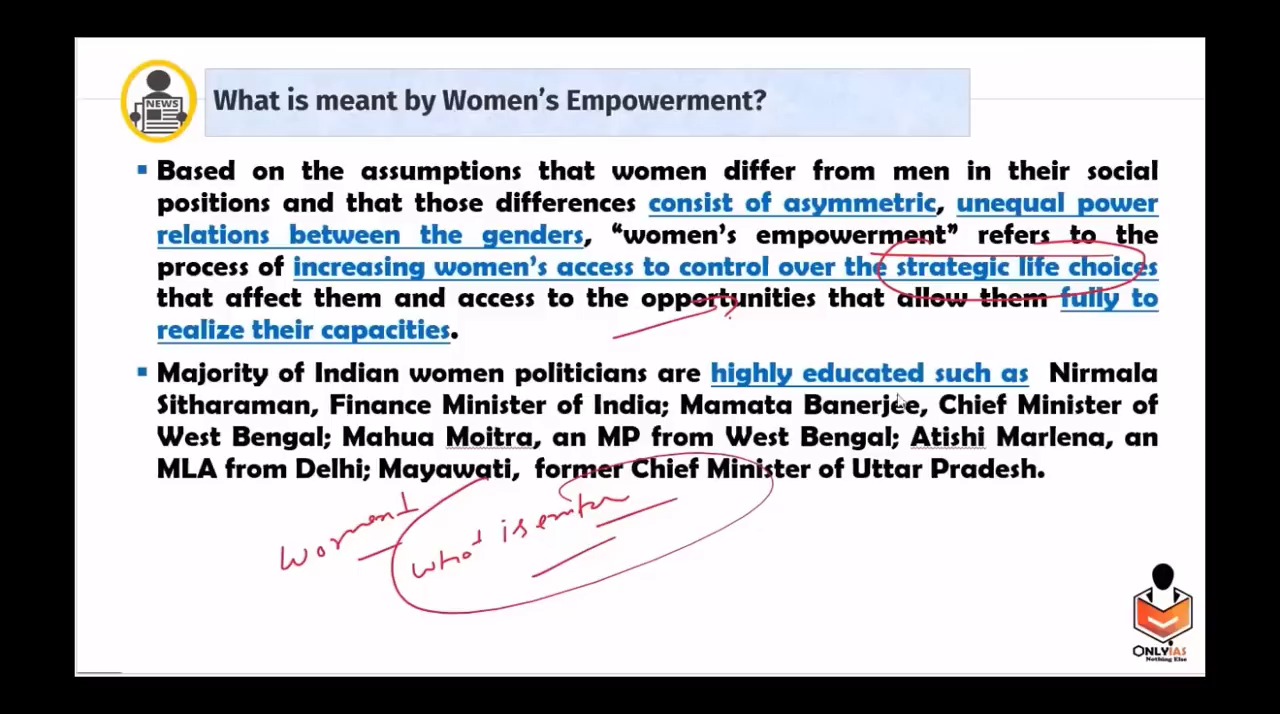 NEWS
What is meant by Women's Empowerment?
▪ Based on the assumptions that women differ from men in their social
positions and that those differences consist of asymmetric, unequal power
relations between the genders, “women's empowerment” refers to the
process of increasing women's access to control over the strategic life choices
that affect them and access to the opportunities that allow them fully to
realize their capacities.
▪ Majority of Indian women politicians are highly educated such as Nirmala
Sitharaman, Finance Minister of India; Mamata Banerjee, Chief Minister of
West Bengal; Mahua Moitra, an MP from West Bengal; Atishi Marlena, an
MLA from Delhi; Mayawati, former Chief Minister of Uttar Pradesh.
what is
ONLYIAS
Nothing Else